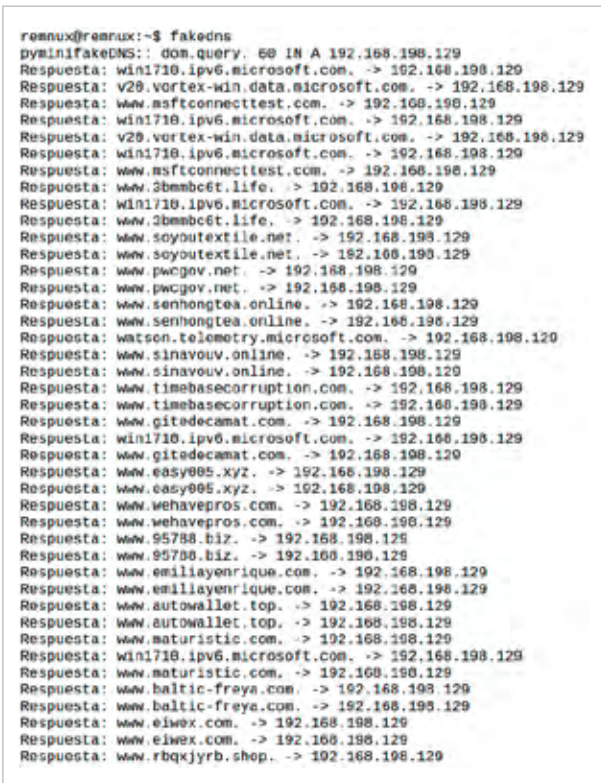 remnux@remnux:~$ fakedns
pyminifakeDNS:: dom.query. 60 IN A 192.168.198.129
Respuesta: win1710.ipv6.microsoft.com. -> 192.168.198.129
Respuesta: v20.vortex-win.data.microsoft.com. -> 192.168.198.129
Respuesta: www.msftconnecttest.com. -> 192.168.198.129
Respuesta: win1710.ipv6.microsoft.com. -> 192.168.198.129
Respuesta: v20.vortex-win.data.microsoft.com. -> 192.168.198.129
Respuesta: win1710.ipv6.microsoft.com. -> 192.168.198.129
Respuesta: www.msftconnecttest.com. -> 192.168.198.129
Respuesta: www.3bmmbc6t.life. -> 192.168.198.129
Respuesta: win1710.ipv6.microsoft.com. -> 192.168.198.129
Respuesta: www.3bmmbc6t.life. -> 192.168.198.129
Respuesta: www.soyoutextile.net. -> 192.168.198.129
Respuesta: www.soyoutextile.net. -> 192.168.198.129
Respuesta: www.pwcgov.net. -> 192.168.198.129
Respuesta: www.pwcgov.net. -> 192.168.198.129
Respuesta: www.senhongtea.online. -> 192.168.198.129
Respuesta: www.senhongtea.online. -> 192.168.198.129
Respuesta: watson.telemetry.microsoft.com. -> 192.168.198.129
Respuesta: www.sinavouv.online. -> 192.168.198.129
Respuesta: www.sinavouv.online. -> 192.168.198.129
Respuesta: www.timebasecorruption.com. -> 192.168.198.129
Respuesta: www.timebasecorruption.com. -> 192.168.198.129
Respuesta: www.gitedecamat.com. -> 192.168.198.129
Respuesta: win1710.ipv6.microsoft.com. -> 192.168.198.129
Respuesta: www.gitedecamat.com. -> 192.168.198.129
Respuesta: www.easy005.xyz. -> 192.168.198.129
Respuesta: www.easy005.xyz. -> 192.168.198.129
Respuesta: www.wehavepros.com. -> 192.168.198.129
Respuesta: www.wehavepros.com. -> 192.168.198.129
Respuesta: www.95788.biz. -> 192.168.198.129
Respuesta: www.95788.biz. -> 192.168.198.129
Respuesta: www.emiliayenrique.com. -> 192.168.198.129
Respuesta: www.emiliayenrique.com. -> 192.168.198.129
Respuesta: www.autowallet.top. -> 192.168.198.129
Respuesta: www.autowallet.top. -> 192.168.198.129
Respuesta: www.maturistic.com. -> 192.168.198.129
Respuesta: win1710.ipv6.microsoft.com. -> 192.168.198.129
Respuesta: www.maturistic.com. -> 192.168.198.129
Respuesta: www.baltic-freya.com. -> 192.168.198.129
Respuesta: www.baltic-freya.com. -> 192.168.198.129
Respuesta: www.eiwex.com. -> 192.168.198.129
Respuesta: www.eiwex.com. -> 192.168.198.129
Respuesta: www.rbqxjyrb.shop. -> 192.168.198.129